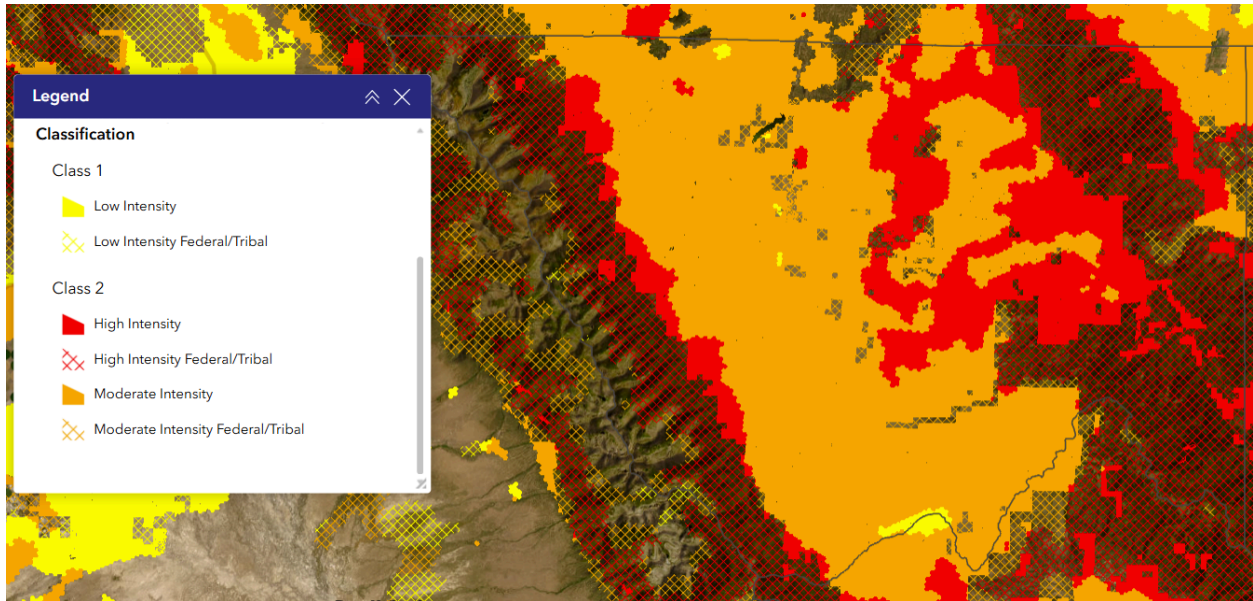 Legend
Classification
Class 1
Low Intensity
Low Intensity Federal/Tribal
Class 2
High Intensity
High Intensity Federal/Tribal
Moderate Intensity
Moderate Intensity Federal/Tribal